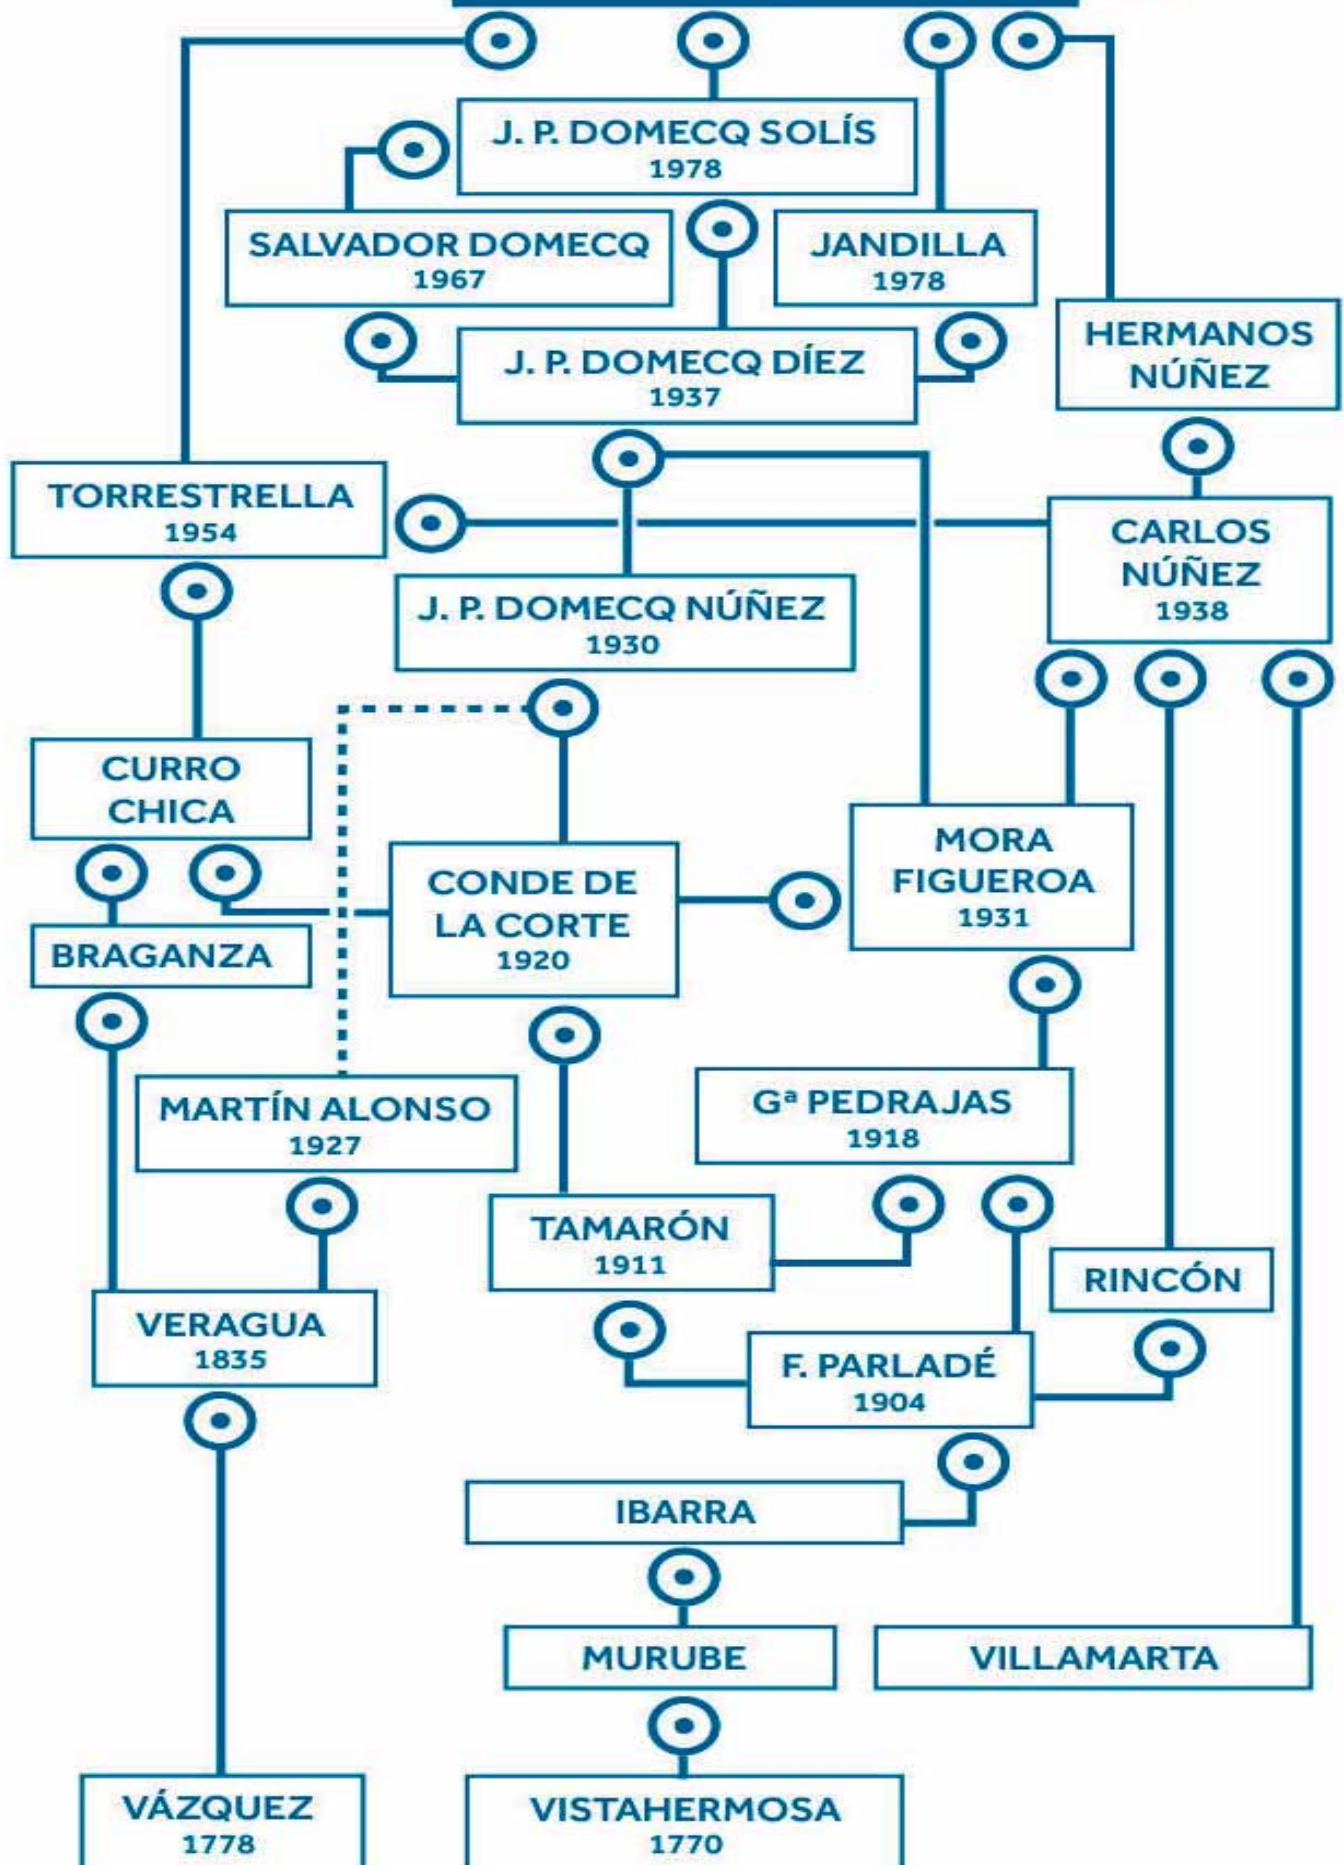 J. P. DOMECQ SOLÍS
1978
SALVADOR DOMECQ
1967
JANDILLA
1978
HERMANOS
NÚÑEZ
J. P. DOMECQ DÍEZ
1937
TORRESTRELLA
1954
CARLOS
NÚÑEZ
1938
J. P. DOMECQ NÚÑEZ
1930
CURRO
CHICA
MORA
FIGUEROA
1931
CONDE DE
LA CORTE
1920
BRAGANZA
MARTÍN ALONSO
1927
Gª PEDRAJAS
1918
TAMARÓN
1911
RINCÓN
VERAGUA
1835
F. PARLADÉ
1904
IBARRA
MURUBE
VILLAMARTA
VÁZQUEZ
1778
VISTAHERMOSA
1770